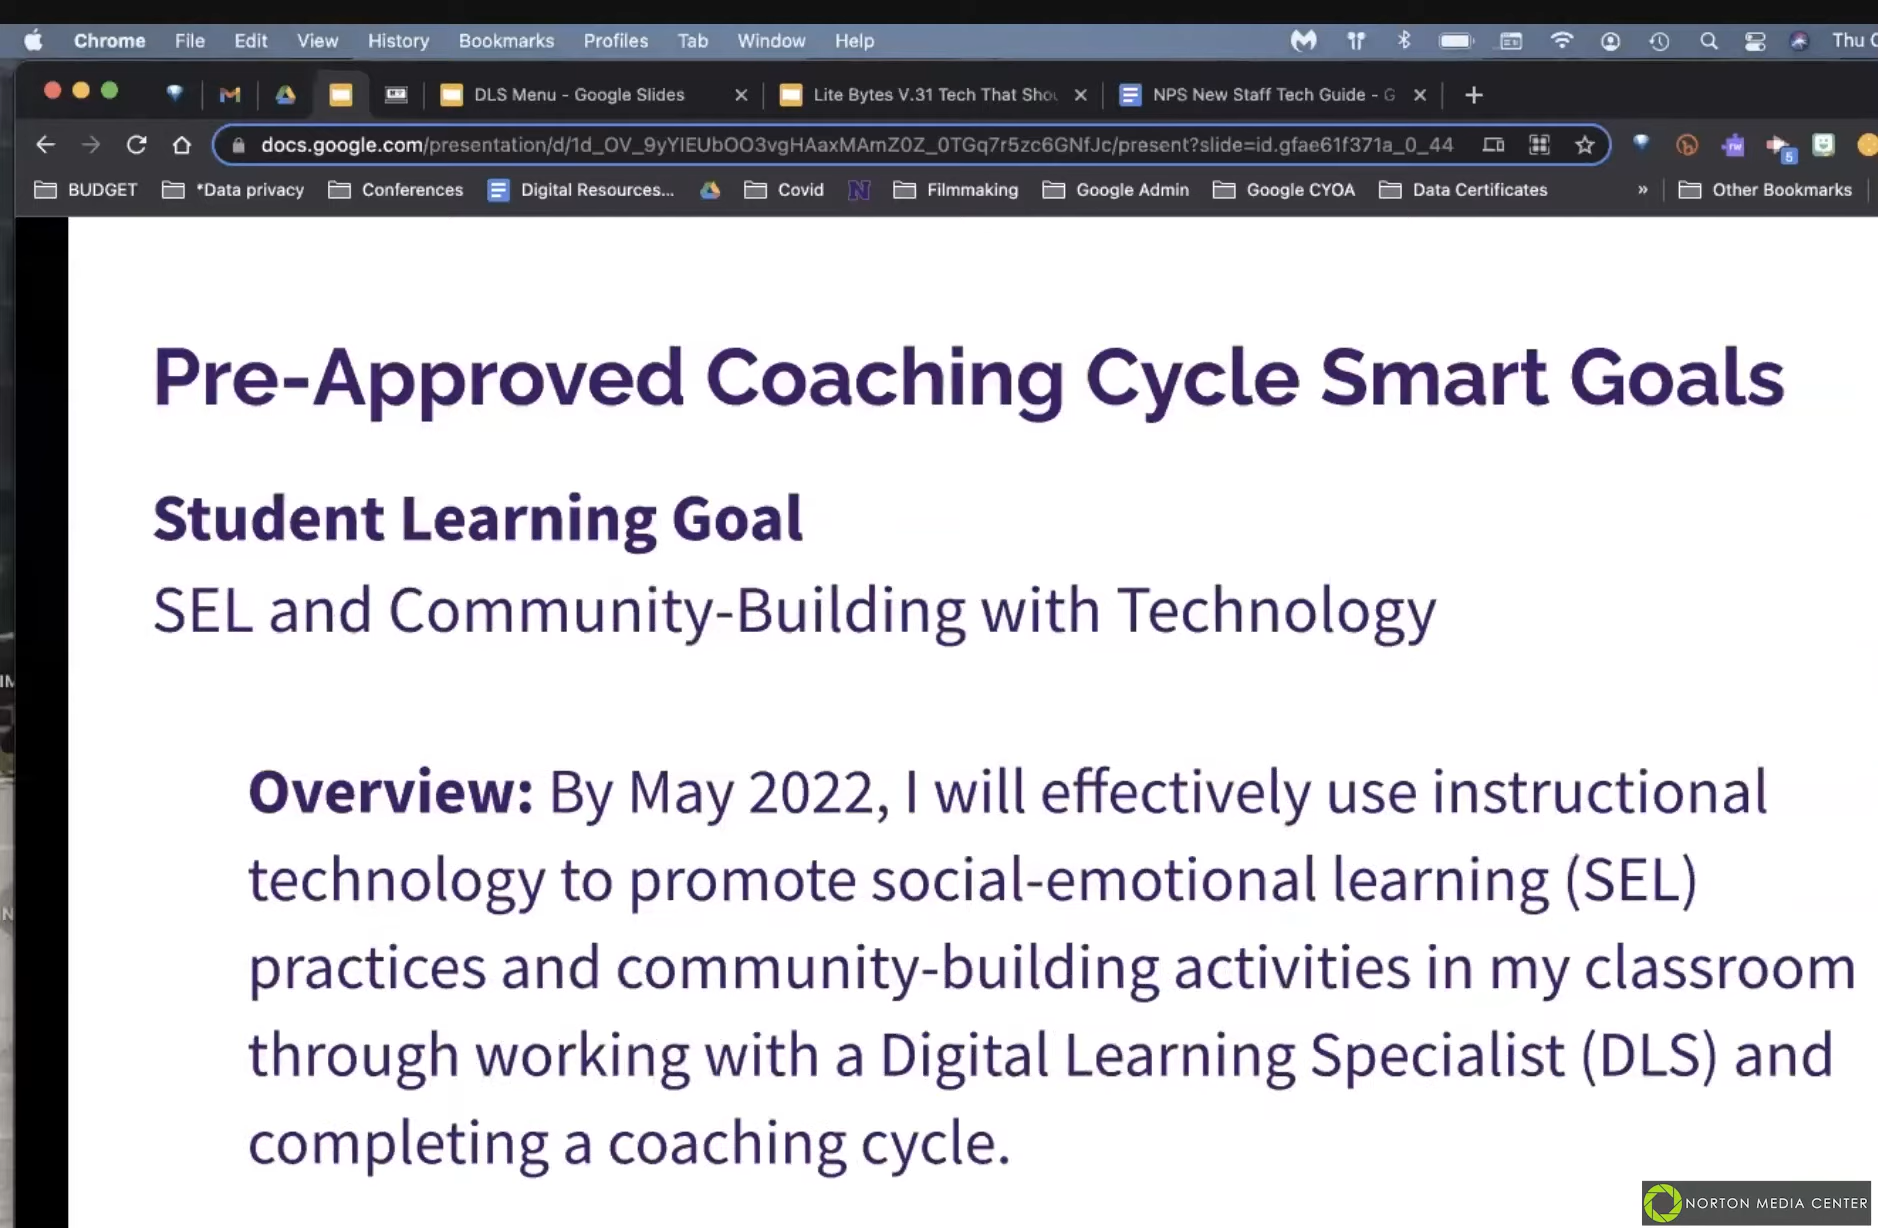 Chrome File Edit View History Bookmarks Profiles Tab Window Help Thu
DLS Menu - Google Slides Lite Bytes V.31 Tech That Shou NPS New Staff Tech Guide - G
docs.google.com/presentation/d/1d_OV_9yYIEUbOO3vgHAaxMAmZ0Z_0TGq7r5zc6GNfJc/present?slide=id.gfae61f371a_0_44
BUDGET *Data privacy Conferences Digital Resources... Covid N Filmmaking Google Admin Google CYOA Data Certificates » Other Bookmarks
Pre-Approved Coaching Cycle Smart Goals
Student Learning Goal
SEL and Community-Building with Technology
Overview: By May 2022, I will effectively use instructional
technology to promote social-emotional learning (SEL)
practices and community-building activities in my classroom
through working with a Digital Learning Specialist (DLS) and
completing a coaching cycle.
NORTON MEDIA CENTER